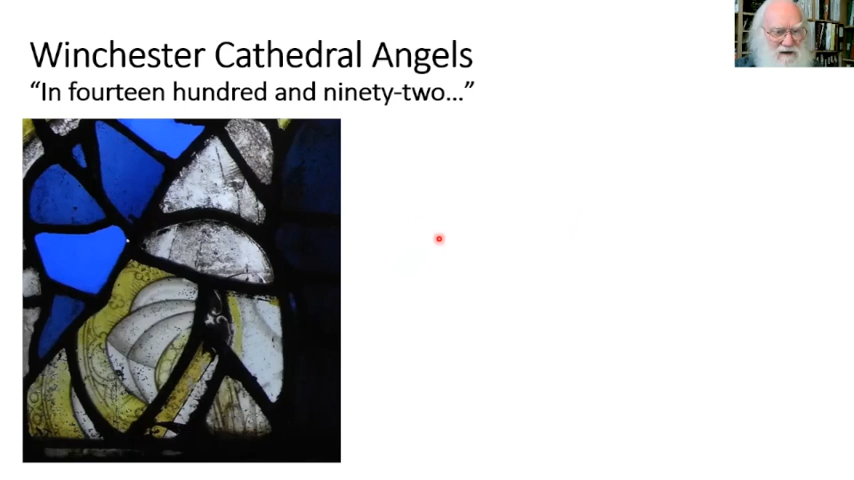 Winchester Cathedral Angels
“In fourteen hundred and ninety-two…”